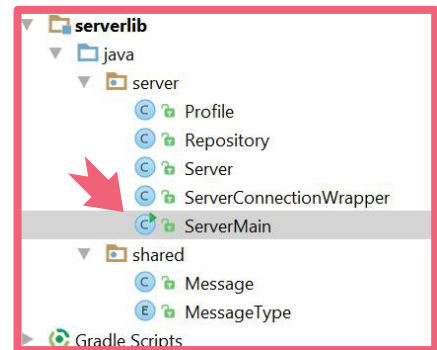 serverlib
java
server
C Profile
C Repository
C Server
C ServerConnectionWrapper
C ServerMain
shared
C Message
E MessageType
Gradle Scripts